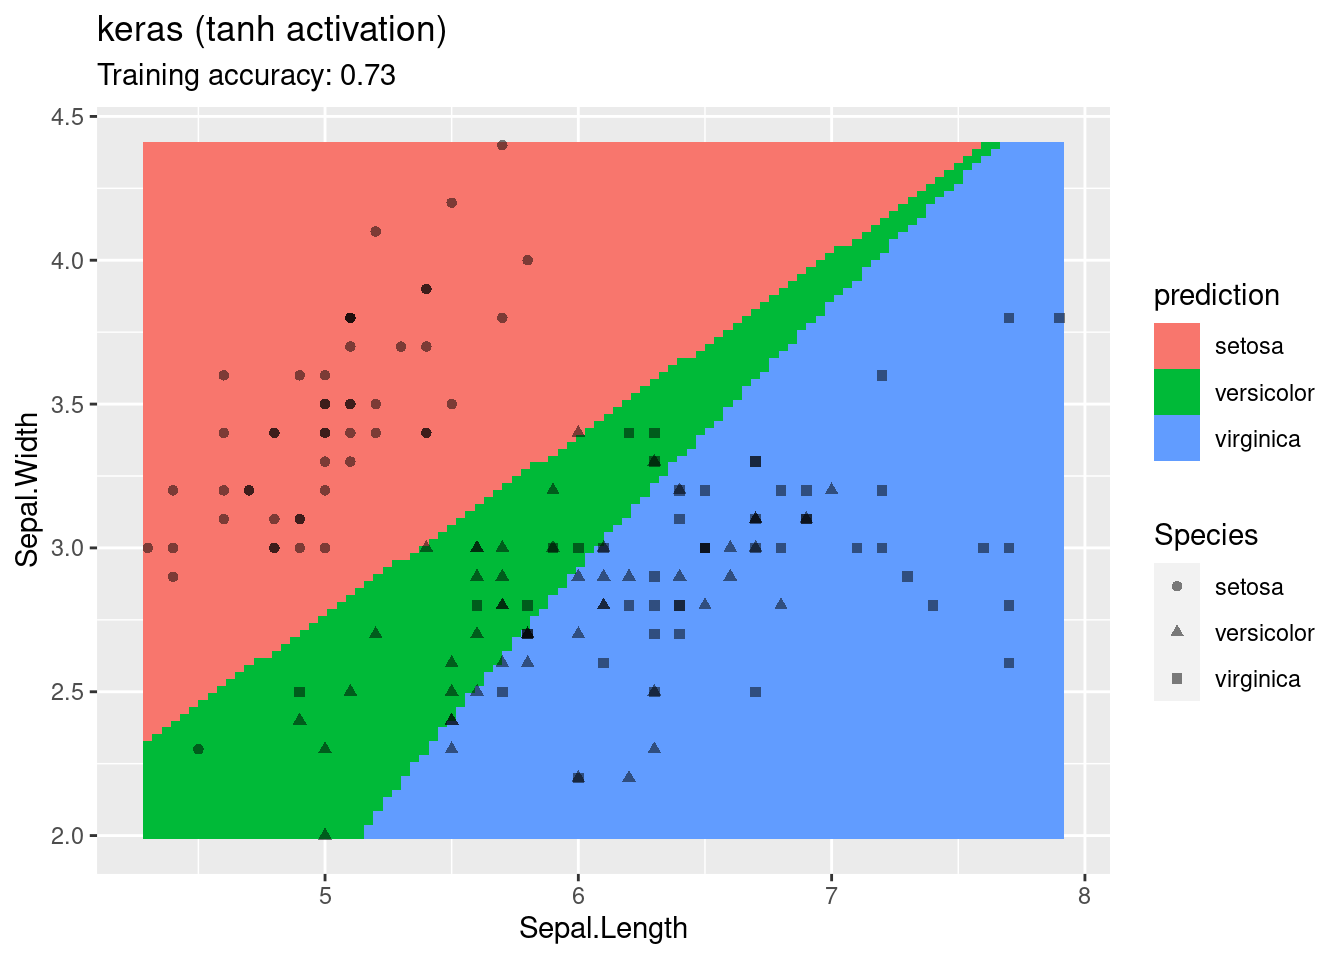 keras (tanh activation)
Training accuracy: 0.73
4.5
4.0
3.5
3.0
2.5
2.0
Sepal.Width
5
6
7
8
Sepal.Length
prediction
setosa
versicolor
virginica
Species
setosa
versicolor
virginica